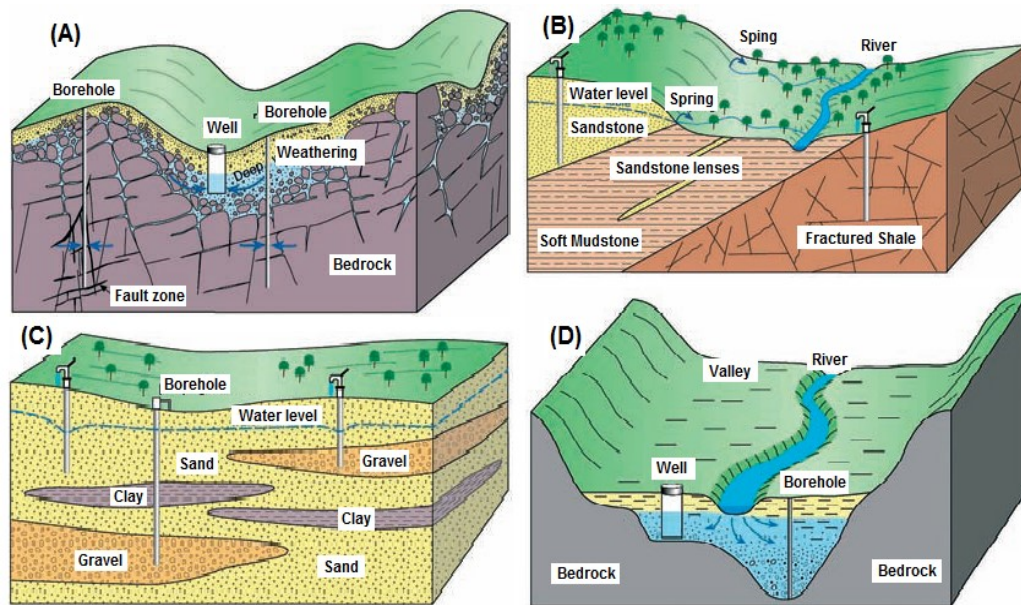 (A)
Borehole
Borehole
Well
Weathering
Deep
Bedrock
Fault zone
(B)
Sping
River
Water level
Spring
Sandstone
Sandstone lenses
Soft Mudstone
Fractured Shale
(C)
Borehole
Water level
Sand
Gravel
Clay
Clay
Gravel
Sand
(D)
River
Valley
Well
Borehole
Bedrock
Bedrock